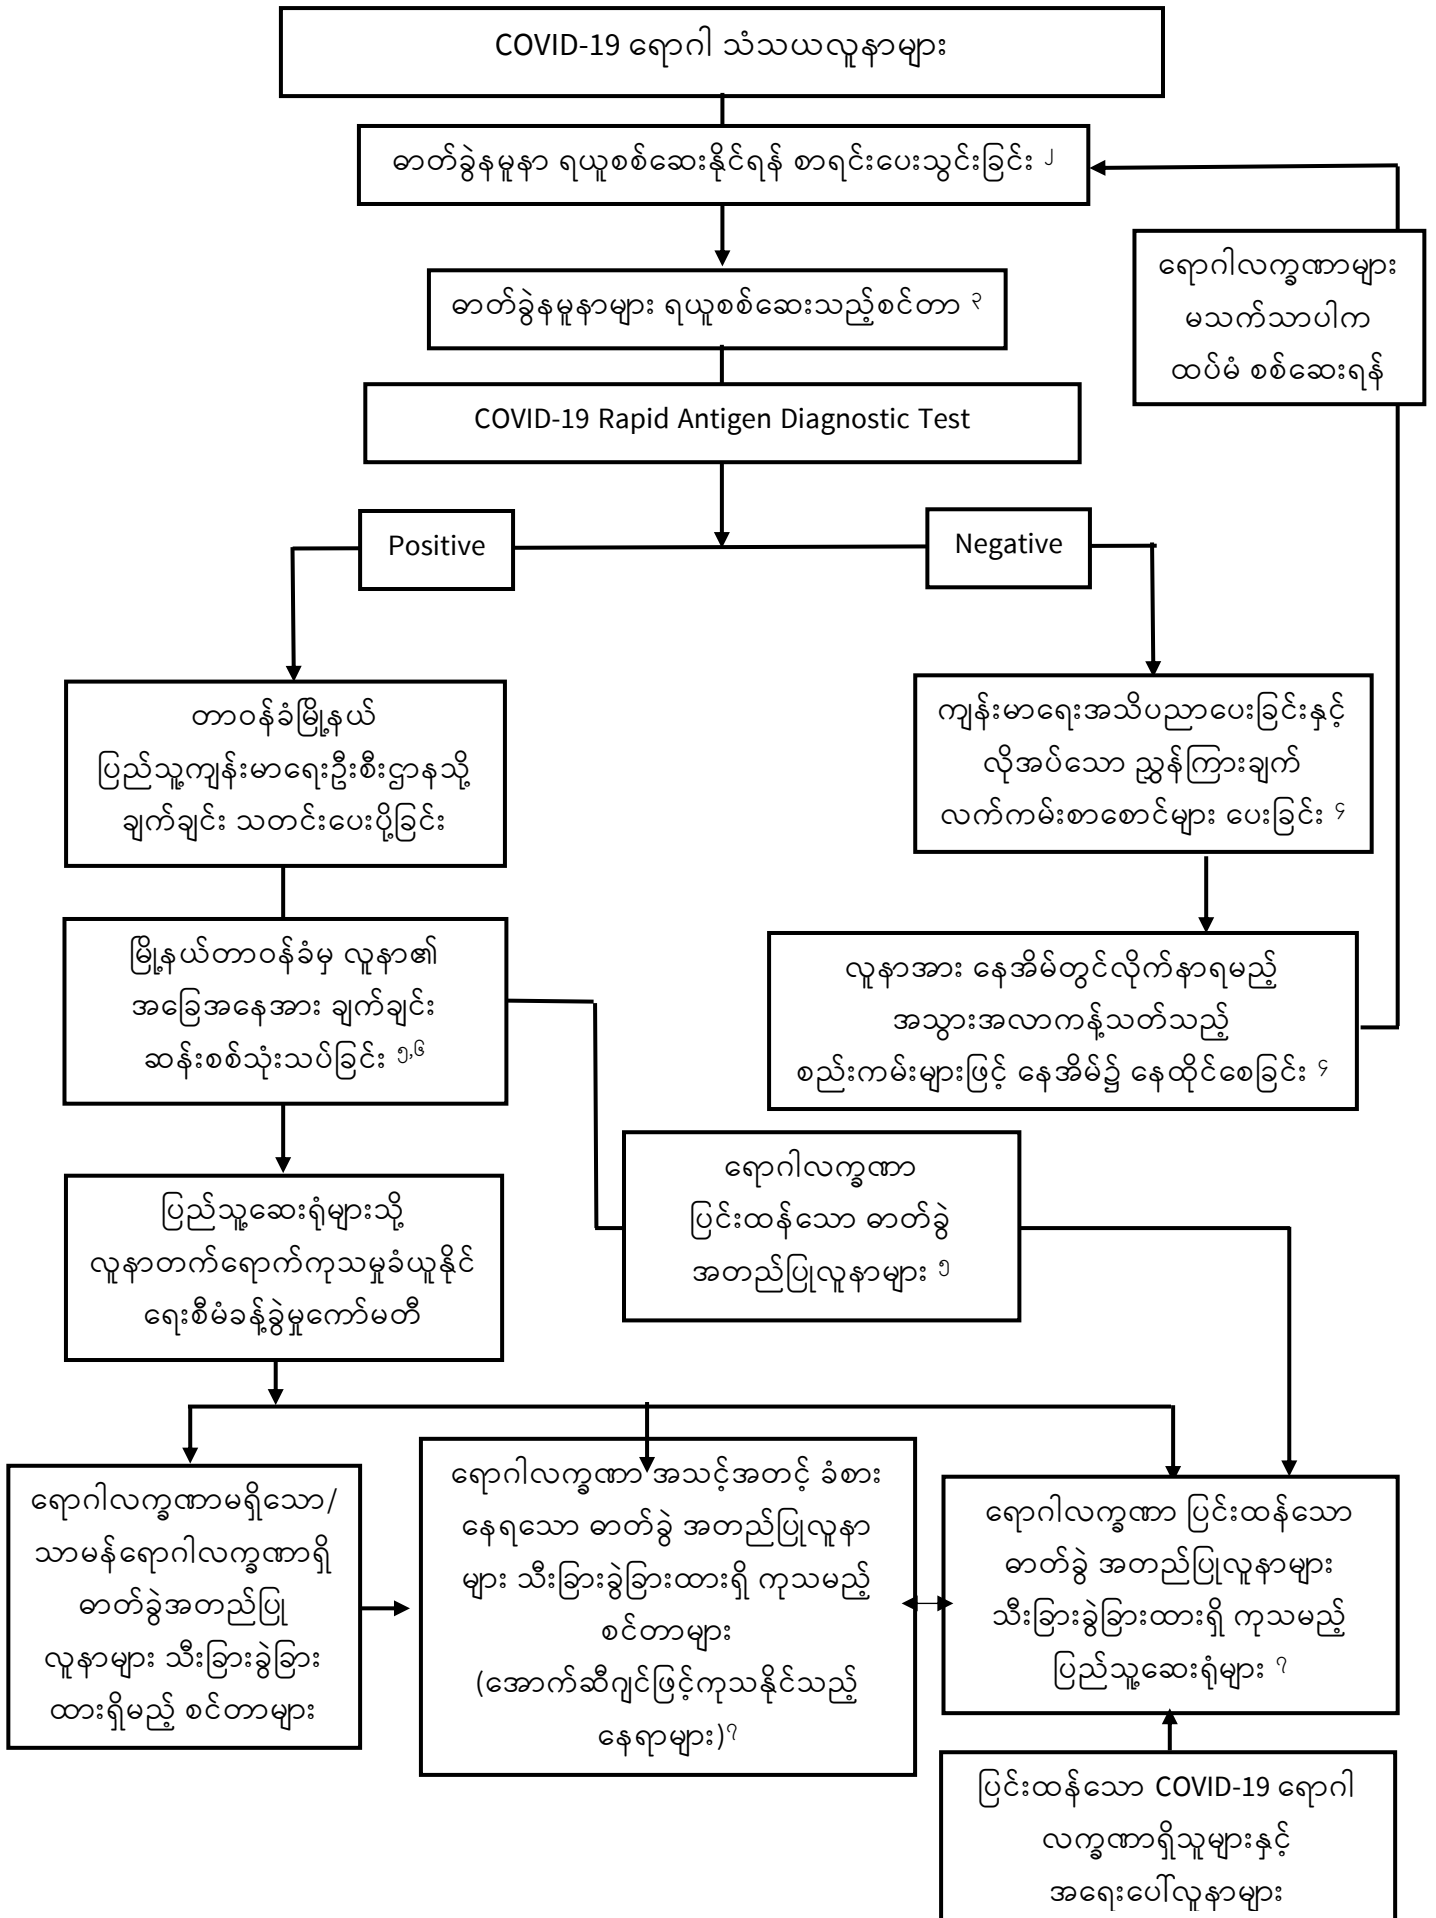 COVID-19 ရောဂါ သံသယလူနာများ
ဓာတ်ခွဲနမူနာ ရယူစစ်ဆေးနိုင်ရန် စာရင်းပေးသွင်းခြင်း ၂
ရောဂါလက္ခဏာများ
မသက်သာပါက
ထပ်မံ စစ်ဆေးရန်
ဓာတ်ခွဲနမူနာများ ရယူစစ်ဆေးသည့်စင်တာ ၃
COVID-19 Rapid Antigen Diagnostic Test
Positive
Negative
တာဝန်ခံမြို့နယ်
ပြည်သူ့ကျန်းမာရေးဦးစီးဌာနသို့
ချက်ချင်း သတင်းပေးပို့ခြင်း
ကျန်းမာရေးအသိပညာပေးခြင်းနှင့်
လိုအပ်သော ညွှန်ကြားချက်
လက်ကမ်းစာစောင်များ ပေးခြင်း ၄
မြို့နယ်တာဝန်ခံမှ လူနာ၏
အခြေအနေအား ချက်ချင်း
ဆန်းစစ်သုံးသပ်ခြင်း ၅,၆
လူနာအား နေအိမ်တွင်လိုက်နာရမည့်
အသွားအလာကန့်သတ်သည့်
စည်းကမ်းများဖြင့် နေအိမ်၌ နေထိုင်စေခြင်း ၄
ရောဂါလက္ခဏာ
ပြင်းထန်သော ဓာတ်ခွဲ
အတည်ပြုလူနာများ ၅
ပြည်သူ့ဆေးရုံများသို့
လူနာတက်ရောက်ကုသမှုခံယူနိုင်
ရေးစီမံခန့်ခွဲမှုကော်မတီ
ရောဂါလက္ခဏာမရှိသော/
သာမန်ရောဂါလက္ခဏာရှိ
ဓာတ်ခွဲအတည်ပြု
လူနာများ သီးခြားခွဲခြား
ထားရှိမည့် စင်တာများ
ရောဂါလက္ခဏာ အသင့်အတင့် ခံစား
နေရသော ဓာတ်ခွဲ အတည်ပြုလူနာ
များ သီးခြားခွဲခြားထားရှိ ကုသမည့်
စင်တာများ
(အောက်ဆီဂျင်ဖြင့်ကုသနိုင်သည့်
နေရာများ)၇
ရောဂါလက္ခဏာ ပြင်းထန်သော
ဓာတ်ခွဲ အတည်ပြုလူနာများ
သီးခြားခွဲခြားထားရှိ ကုသမည့်
ပြည်သူ့ဆေးရုံများ ၇
ပြင်းထန်သော COVID-19 ရောဂါ
လက္ခဏာရှိသူများနှင့်
အရေးပေါ်လူနာများ